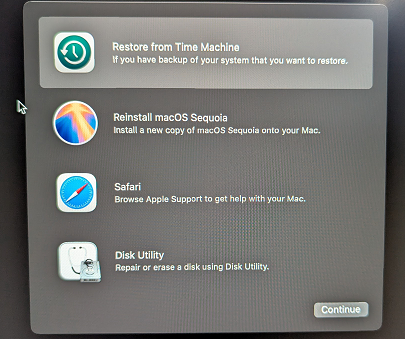 Restore from Time Machine
If you have backup of your system that you want to restore.
Reinstall macOS Sequoia
Install a new copy of macOS Sequoia onto your Mac.
Safari
Browse Apple Support to get help with your Mac.
Disk Utility
Repair or erase a disk using Disk Utility.
Continue